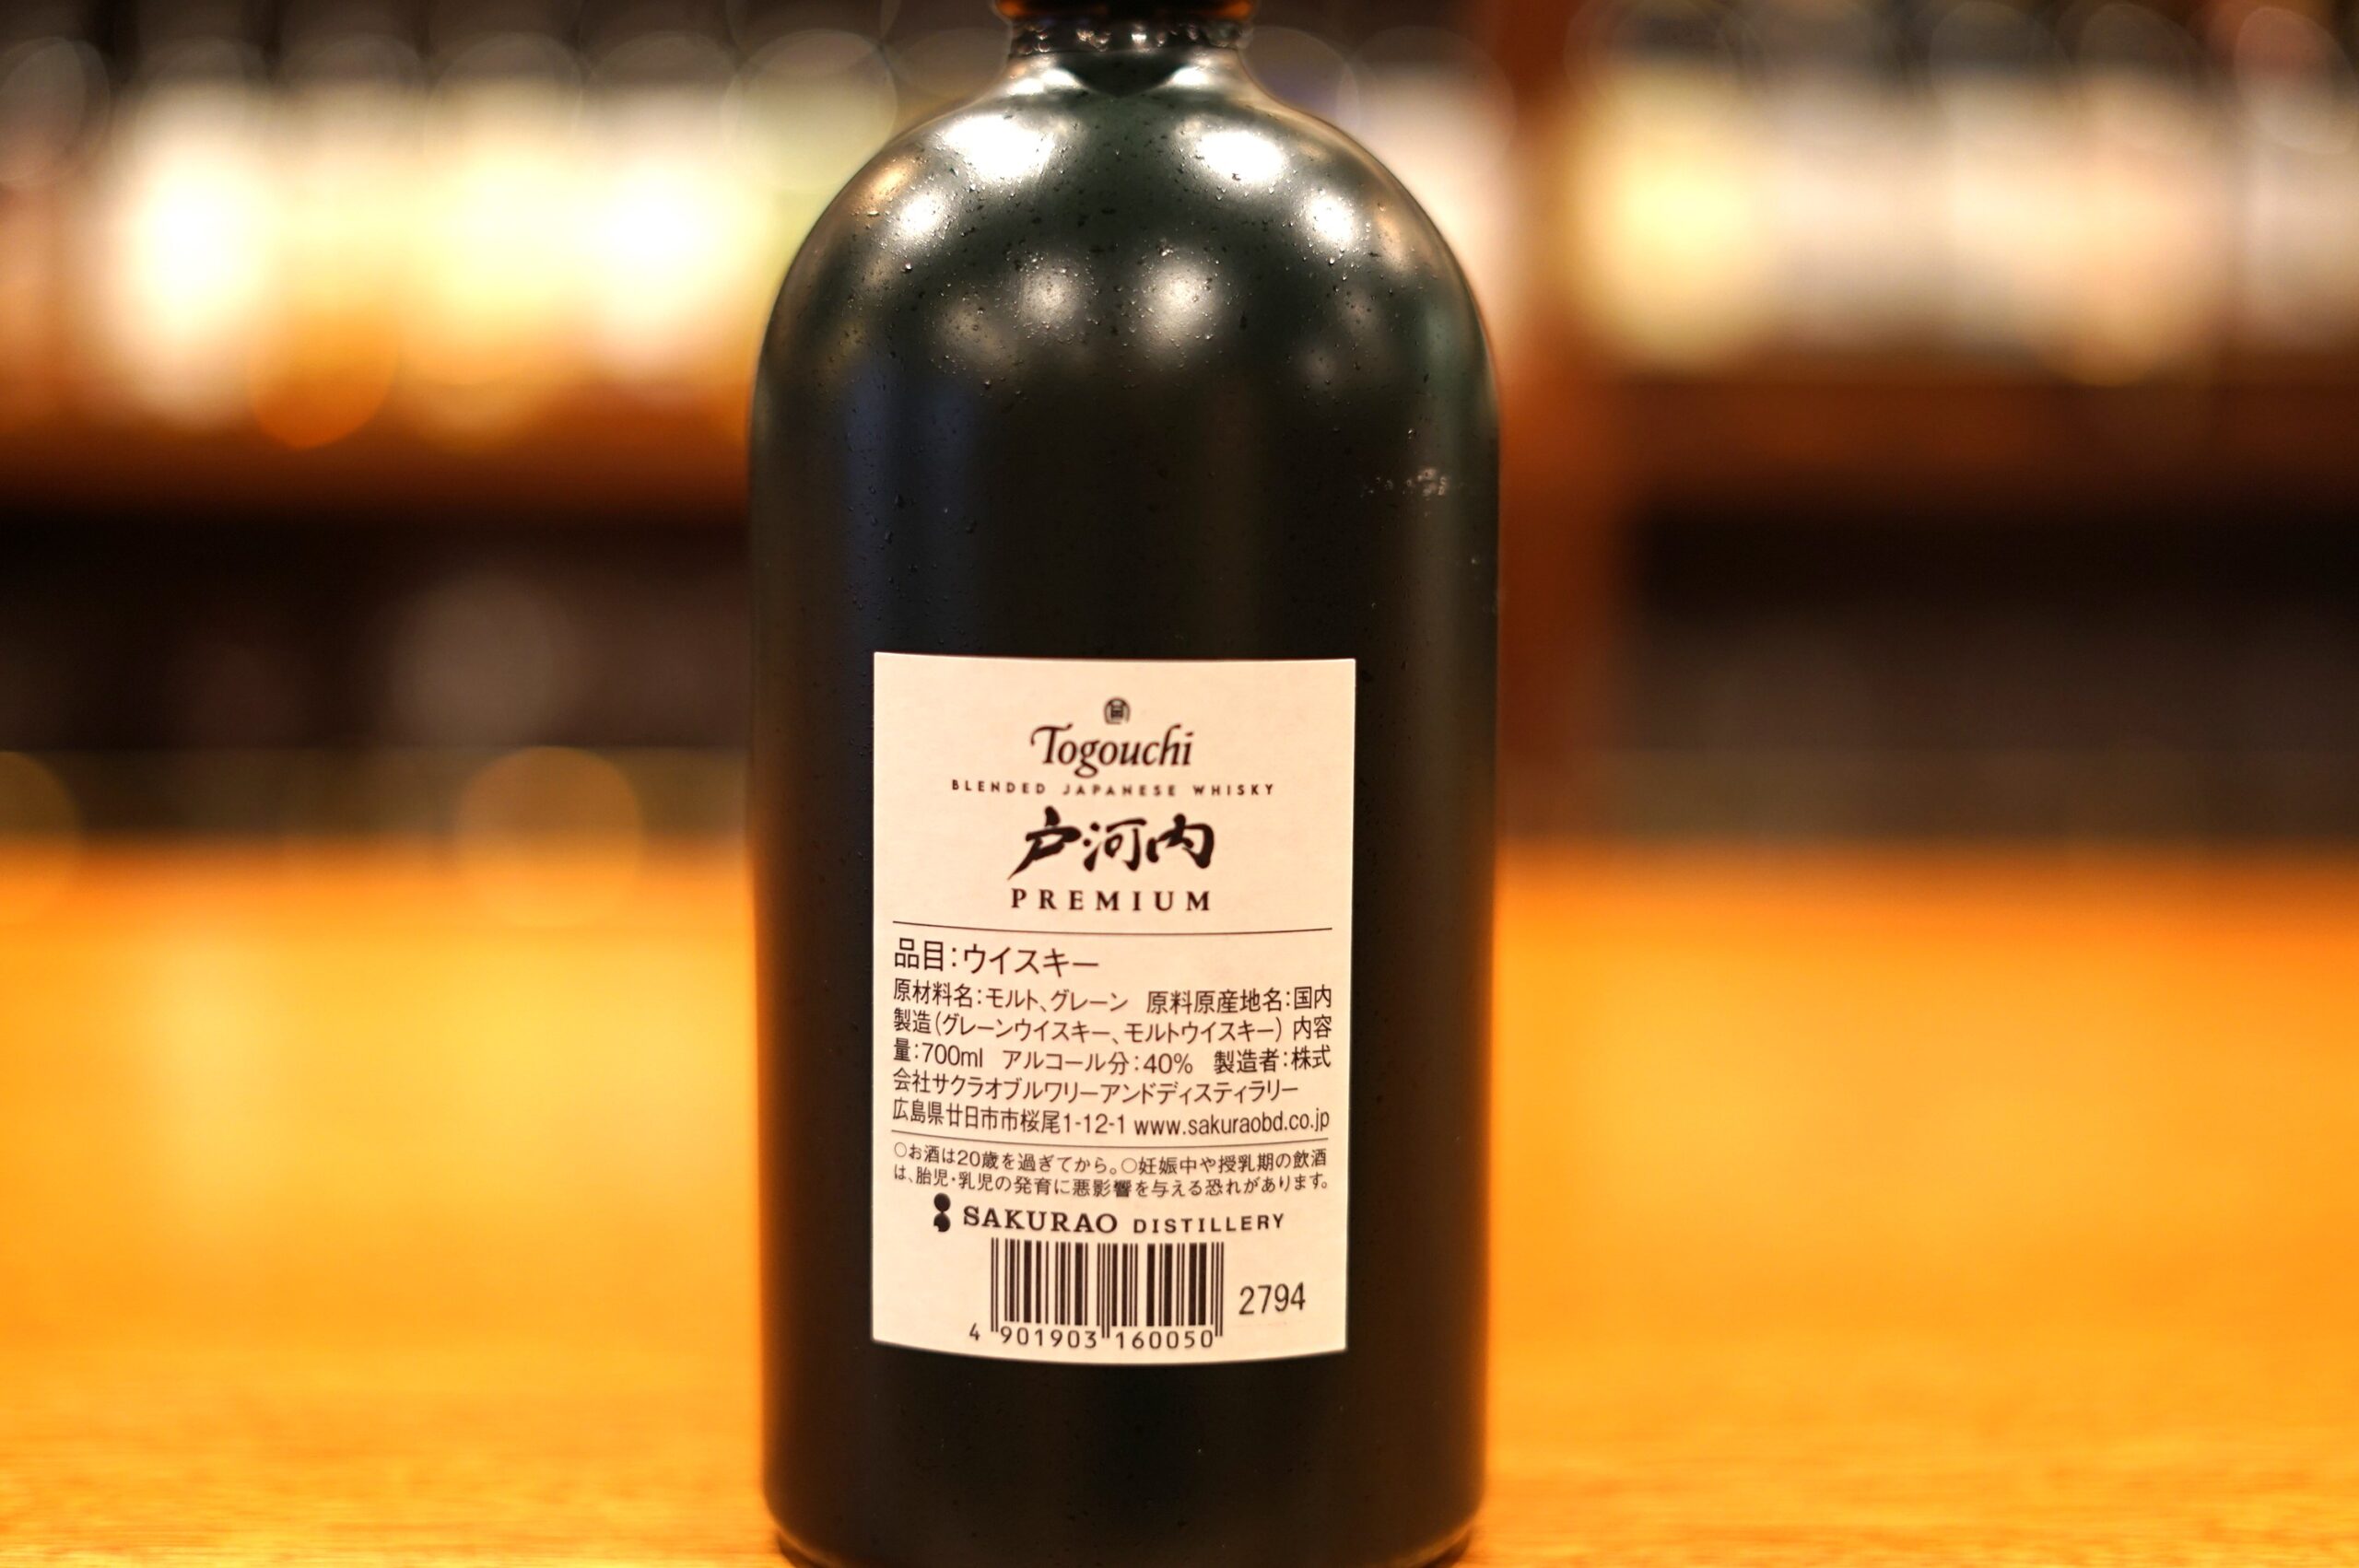 Togouchi
BLENDED JAPANESE WHISKY
戸河内
PREMIUM
品目：ウイスキー
原材料名：モルト、グレーン 原料原産地名：国内
製造（グレーンウイスキー、モルトウイスキー） 内容
量：700ml アルコール分：40% 製造者：株式
会社サクラオブルワリーアンドディスティラリー
広島県廿日市市桜尾1-12-1 www.sakuraobd.co.jp
○お酒は20歳を過ぎてから。○妊娠中や授乳期の飲酒
は、胎児・乳児の発育に悪影響を与える恐れがあります。
SAKURAO DISTILLERY
2794
4 901903 160050